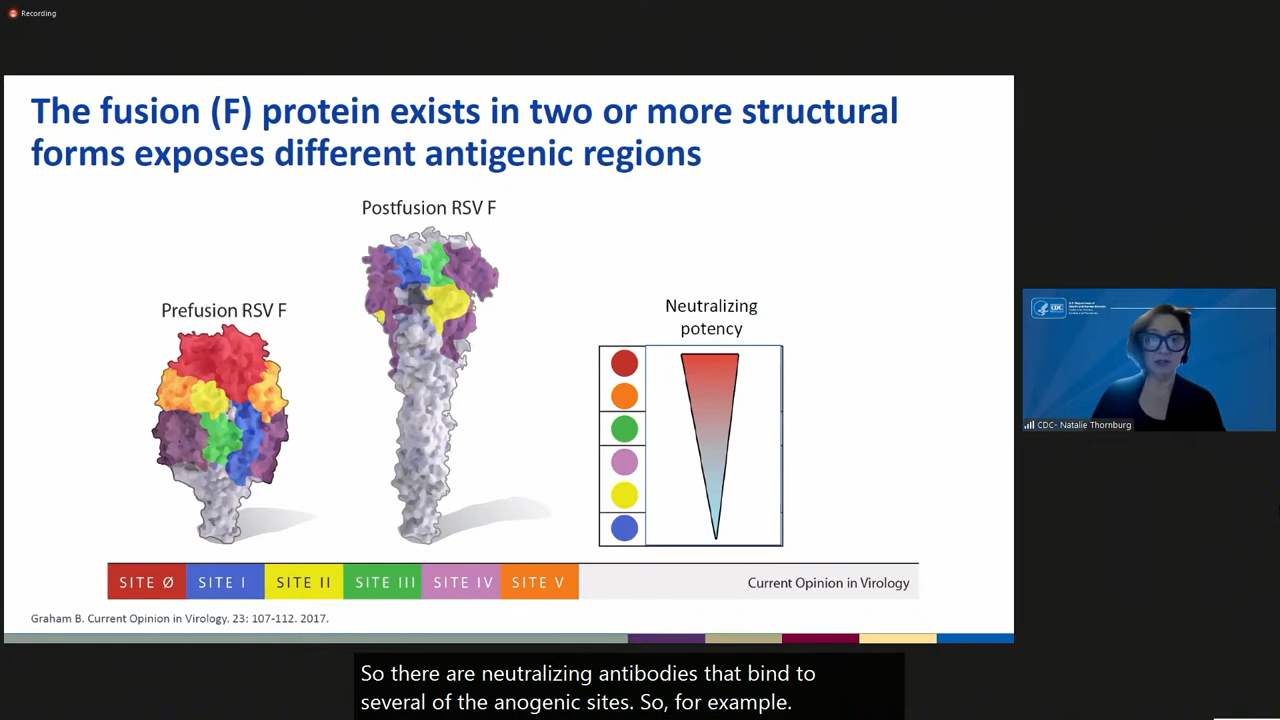 Recording
The fusion (F) protein exists in two or more structural
forms exposes different antigenic regions
Postfusion RSV F
Prefusion RSV F
Neutralizing
potency
SITE Ø SITE I SITE II SITE III SITE IV SITE V
Current Opinion in Virology
Graham B. Current Opinion in Virology. 23: 107-112. 2017.
CDC
CDC- Natalie Thornburg
So there are neutralizing antibodies that bind to
several of the anogenic sites. So, for example.